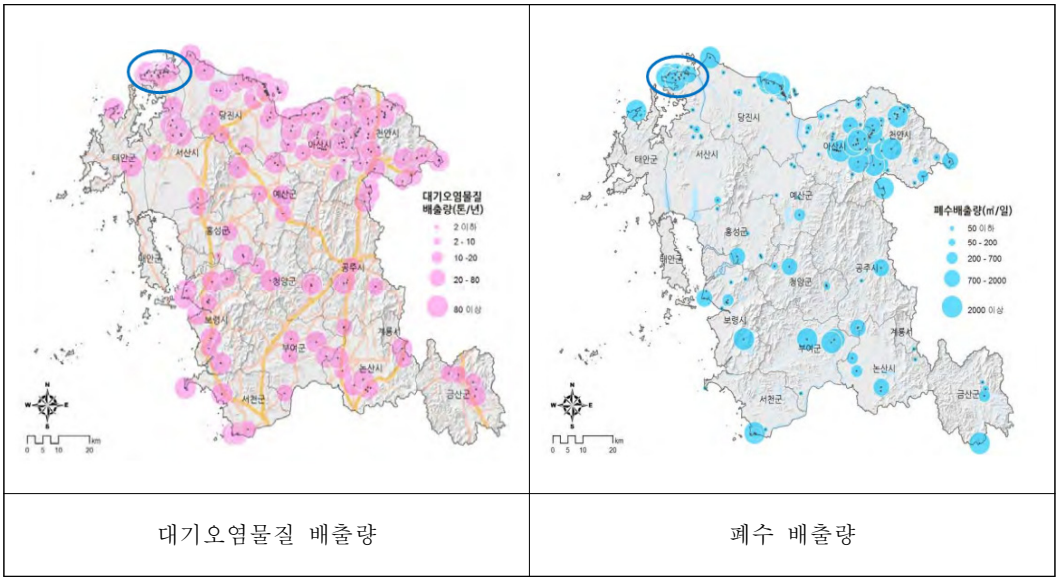 당진시
천안시
아산시
서산시
태안군
예산군
홍성군
태안군
공주시
청양군
보령시
계룡시
부여군
논산시
서천군
금산군
대기오염물질
배출량(톤/년)
2 이하
2 - 10
10 -20
20 - 80
80 이상
N
W
E
S
km
0 5 10 20
당진시
천안시
아산시
서산시
태안군
예산군
홍성군
태안군
공주시
청양군
보령시
계룡시
부여군
논산시
서천군
금산군
폐수배출량(㎥/일)
50 이하
50 - 200
200 - 700
700 - 2000
2000 이상
N
W
E
S
km
0 5 10 20
대기오염물질 배출량
폐수 배출량